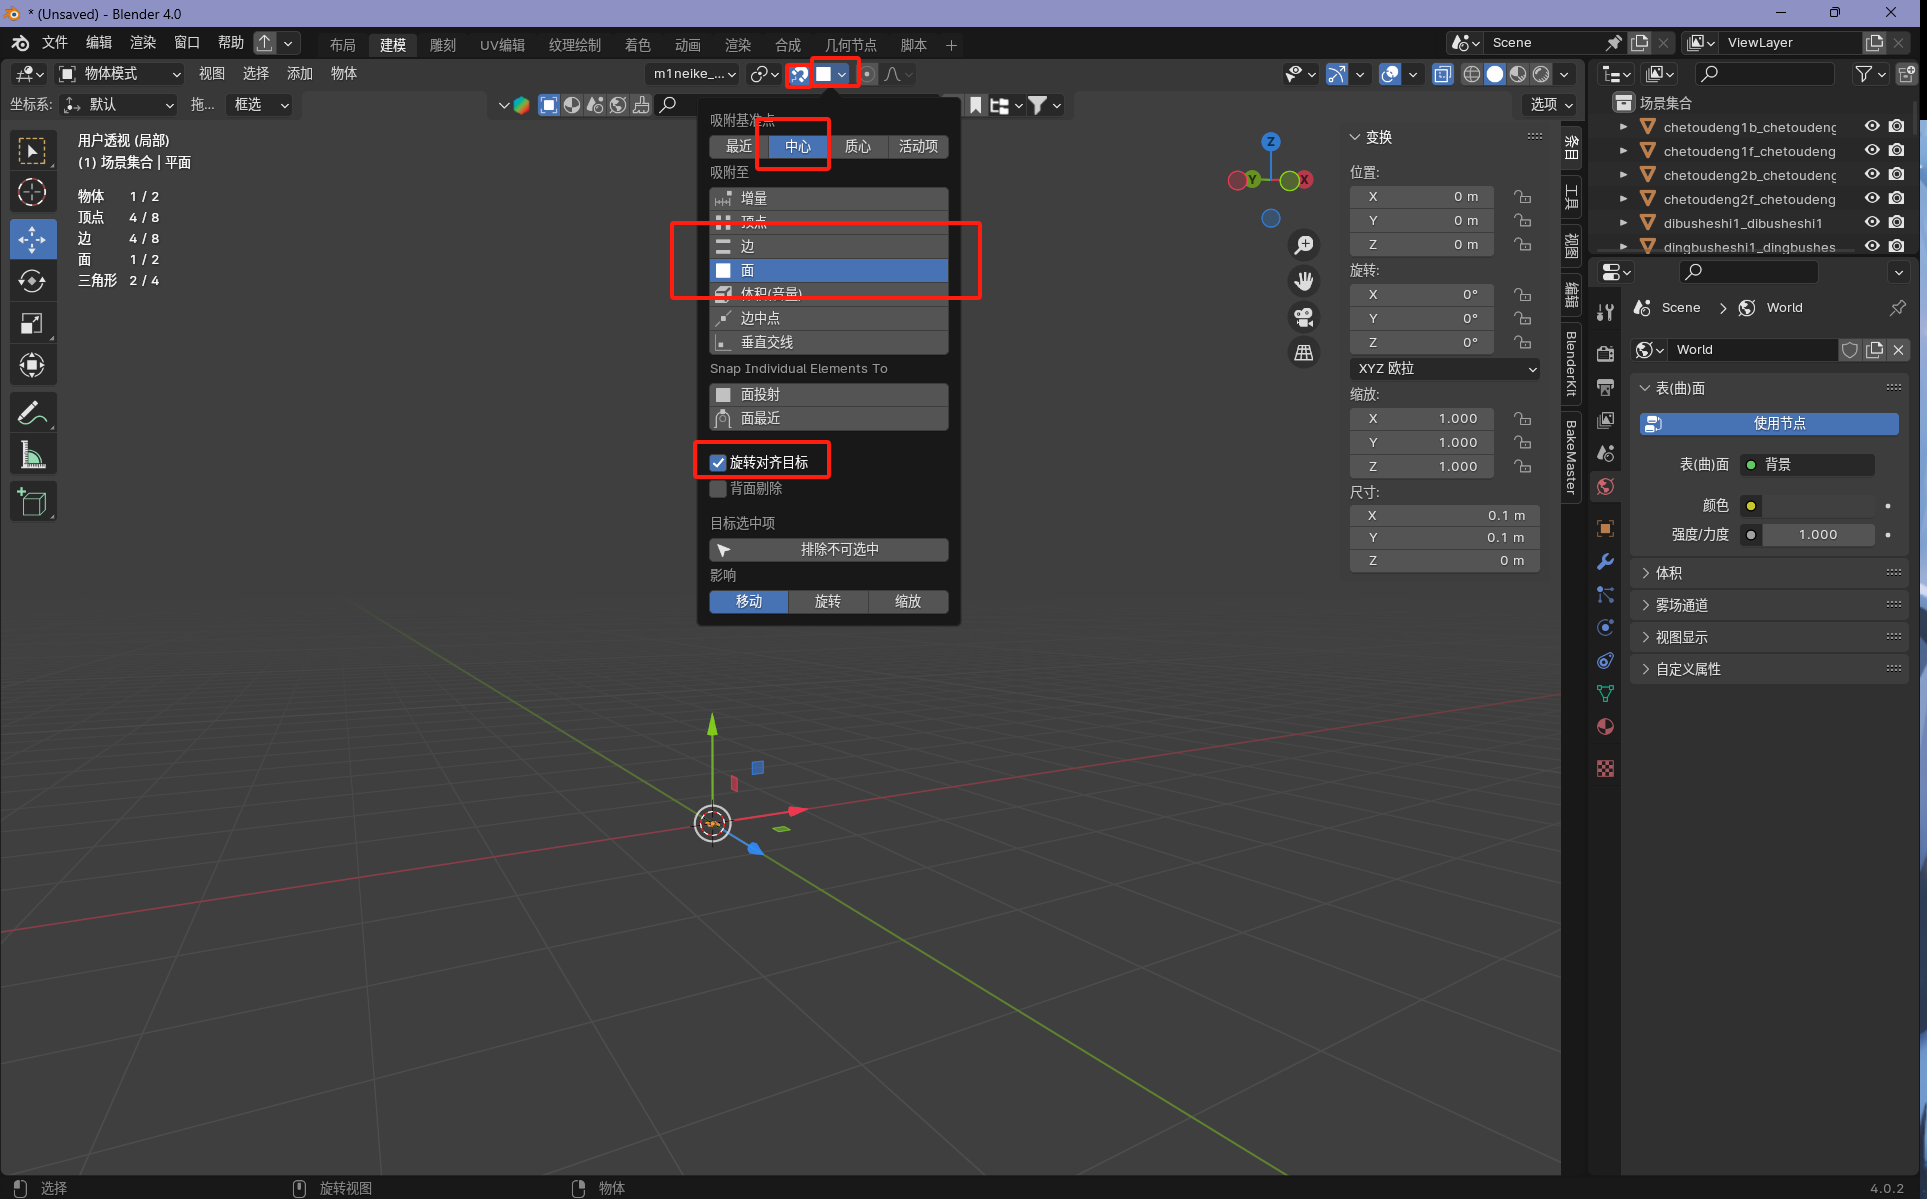 * (Unsaved) - Blender 4.0
文件 编辑 渲染 窗口 帮助
布局 建模 雕刻 UV编辑 纹理绘制 着色 动画 渲染 合成 几何节点 脚本 +
Scene
ViewLayer
物体模式 视图 选择 添加 物体
m1neike_...
坐标系: 默认 拖... 框选
选项
用户透视 (局部)
(1) 场景集合 | 平面
物体 1 / 2
顶点 4 / 8
边 4 / 8
面 1 / 2
三角形 2 / 4
吸附基准点
最近 中心 质心 活动项
吸附至
增量
顶点
边
面
体积(音量)
边中点
垂直交线
Snap Individual Elements To
面投射
面最近
旋转对齐目标
背面剔除
目标选中项
排除不可选中
影响
移动 旋转 缩放
Z
Y
X
变换
位置:
X 0 m
Y 0 m
Z 0 m
旋转:
X 0°
Y 0°
Z 0°
XYZ 欧拉
缩放:
X 1.000
Y 1.000
Z 1.000
尺寸:
X 0.1 m
Y 0.1 m
Z 0 m
条目
工具
视图
编辑
BlenderKit
BakeMaster
场景集合
chetoudeng1b_chetoudeng
chetoudeng1f_chetoudeng
chetoudeng2b_chetoudeng
chetoudeng2f_chetoudeng
dibusheshi1_dibusheshi1
dingbusheshi1_dingbushes
Scene > World
World
表(曲)面
使用节点
表(曲)面 背景
颜色
强度/力度 1.000
体积
雾场通道
视图显示
自定义属性
选择
旋转视图
物体
4.0.2